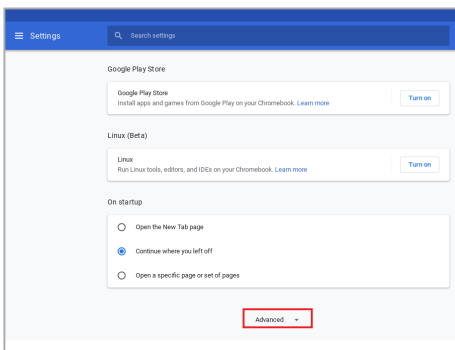 Settings
Search settings
Google Play Store
Google Play Store
Install apps and games from Google Play on your Chromebook. Learn more
Turn on
Linux (Beta)
Linux
Run Linux tools, editors, and IDEs on your Chromebook. Learn more
Turn on
On startup
Open the New Tab page
Continue where you left off
Open a specific page or set of pages
Advanced